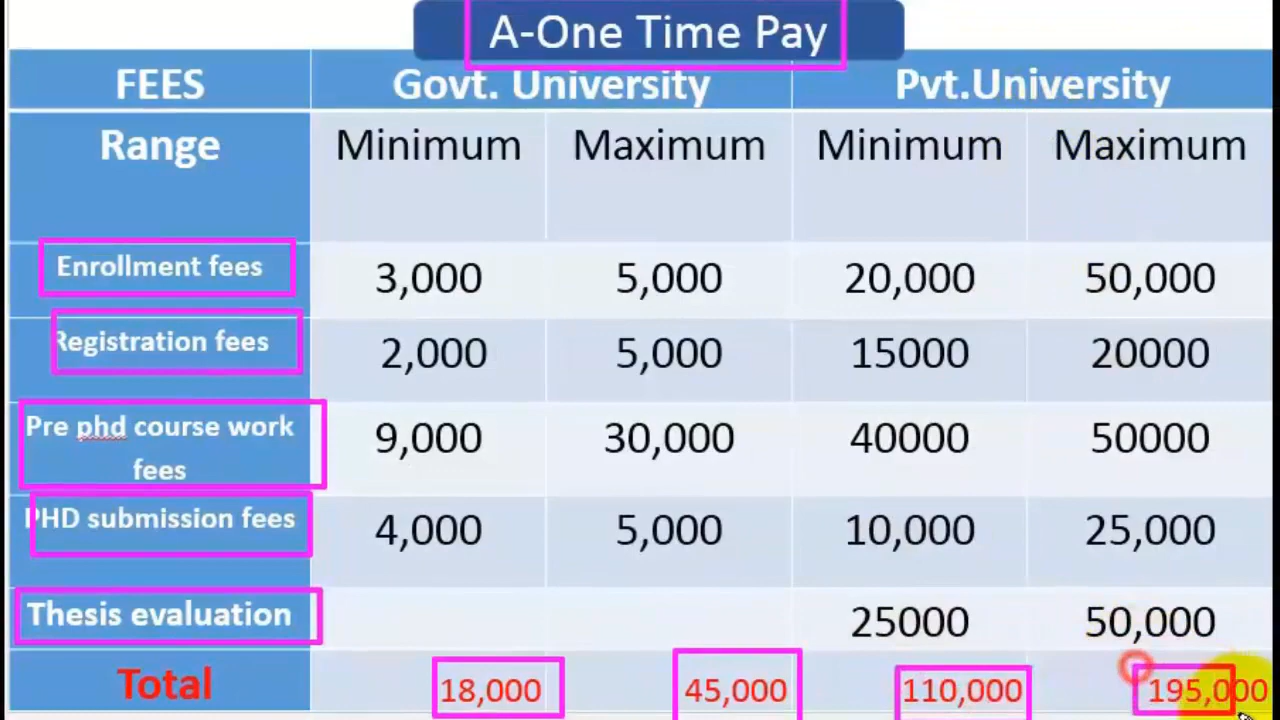 A-One Time Pay
FEES Govt. University Pvt.University
Range Minimum Maximum Minimum Maximum
Enrollment fees 3,000 5,000 20,000 50,000
Registration fees 2,000 5,000 15000 20000
Pre phd course work
fees 9,000 30,000 40000 50000
PHD submission fees 4,000 5,000 10,000 25,000
Thesis evaluation 25000 50,000
Total 18,000 45,000 110,000 195,000